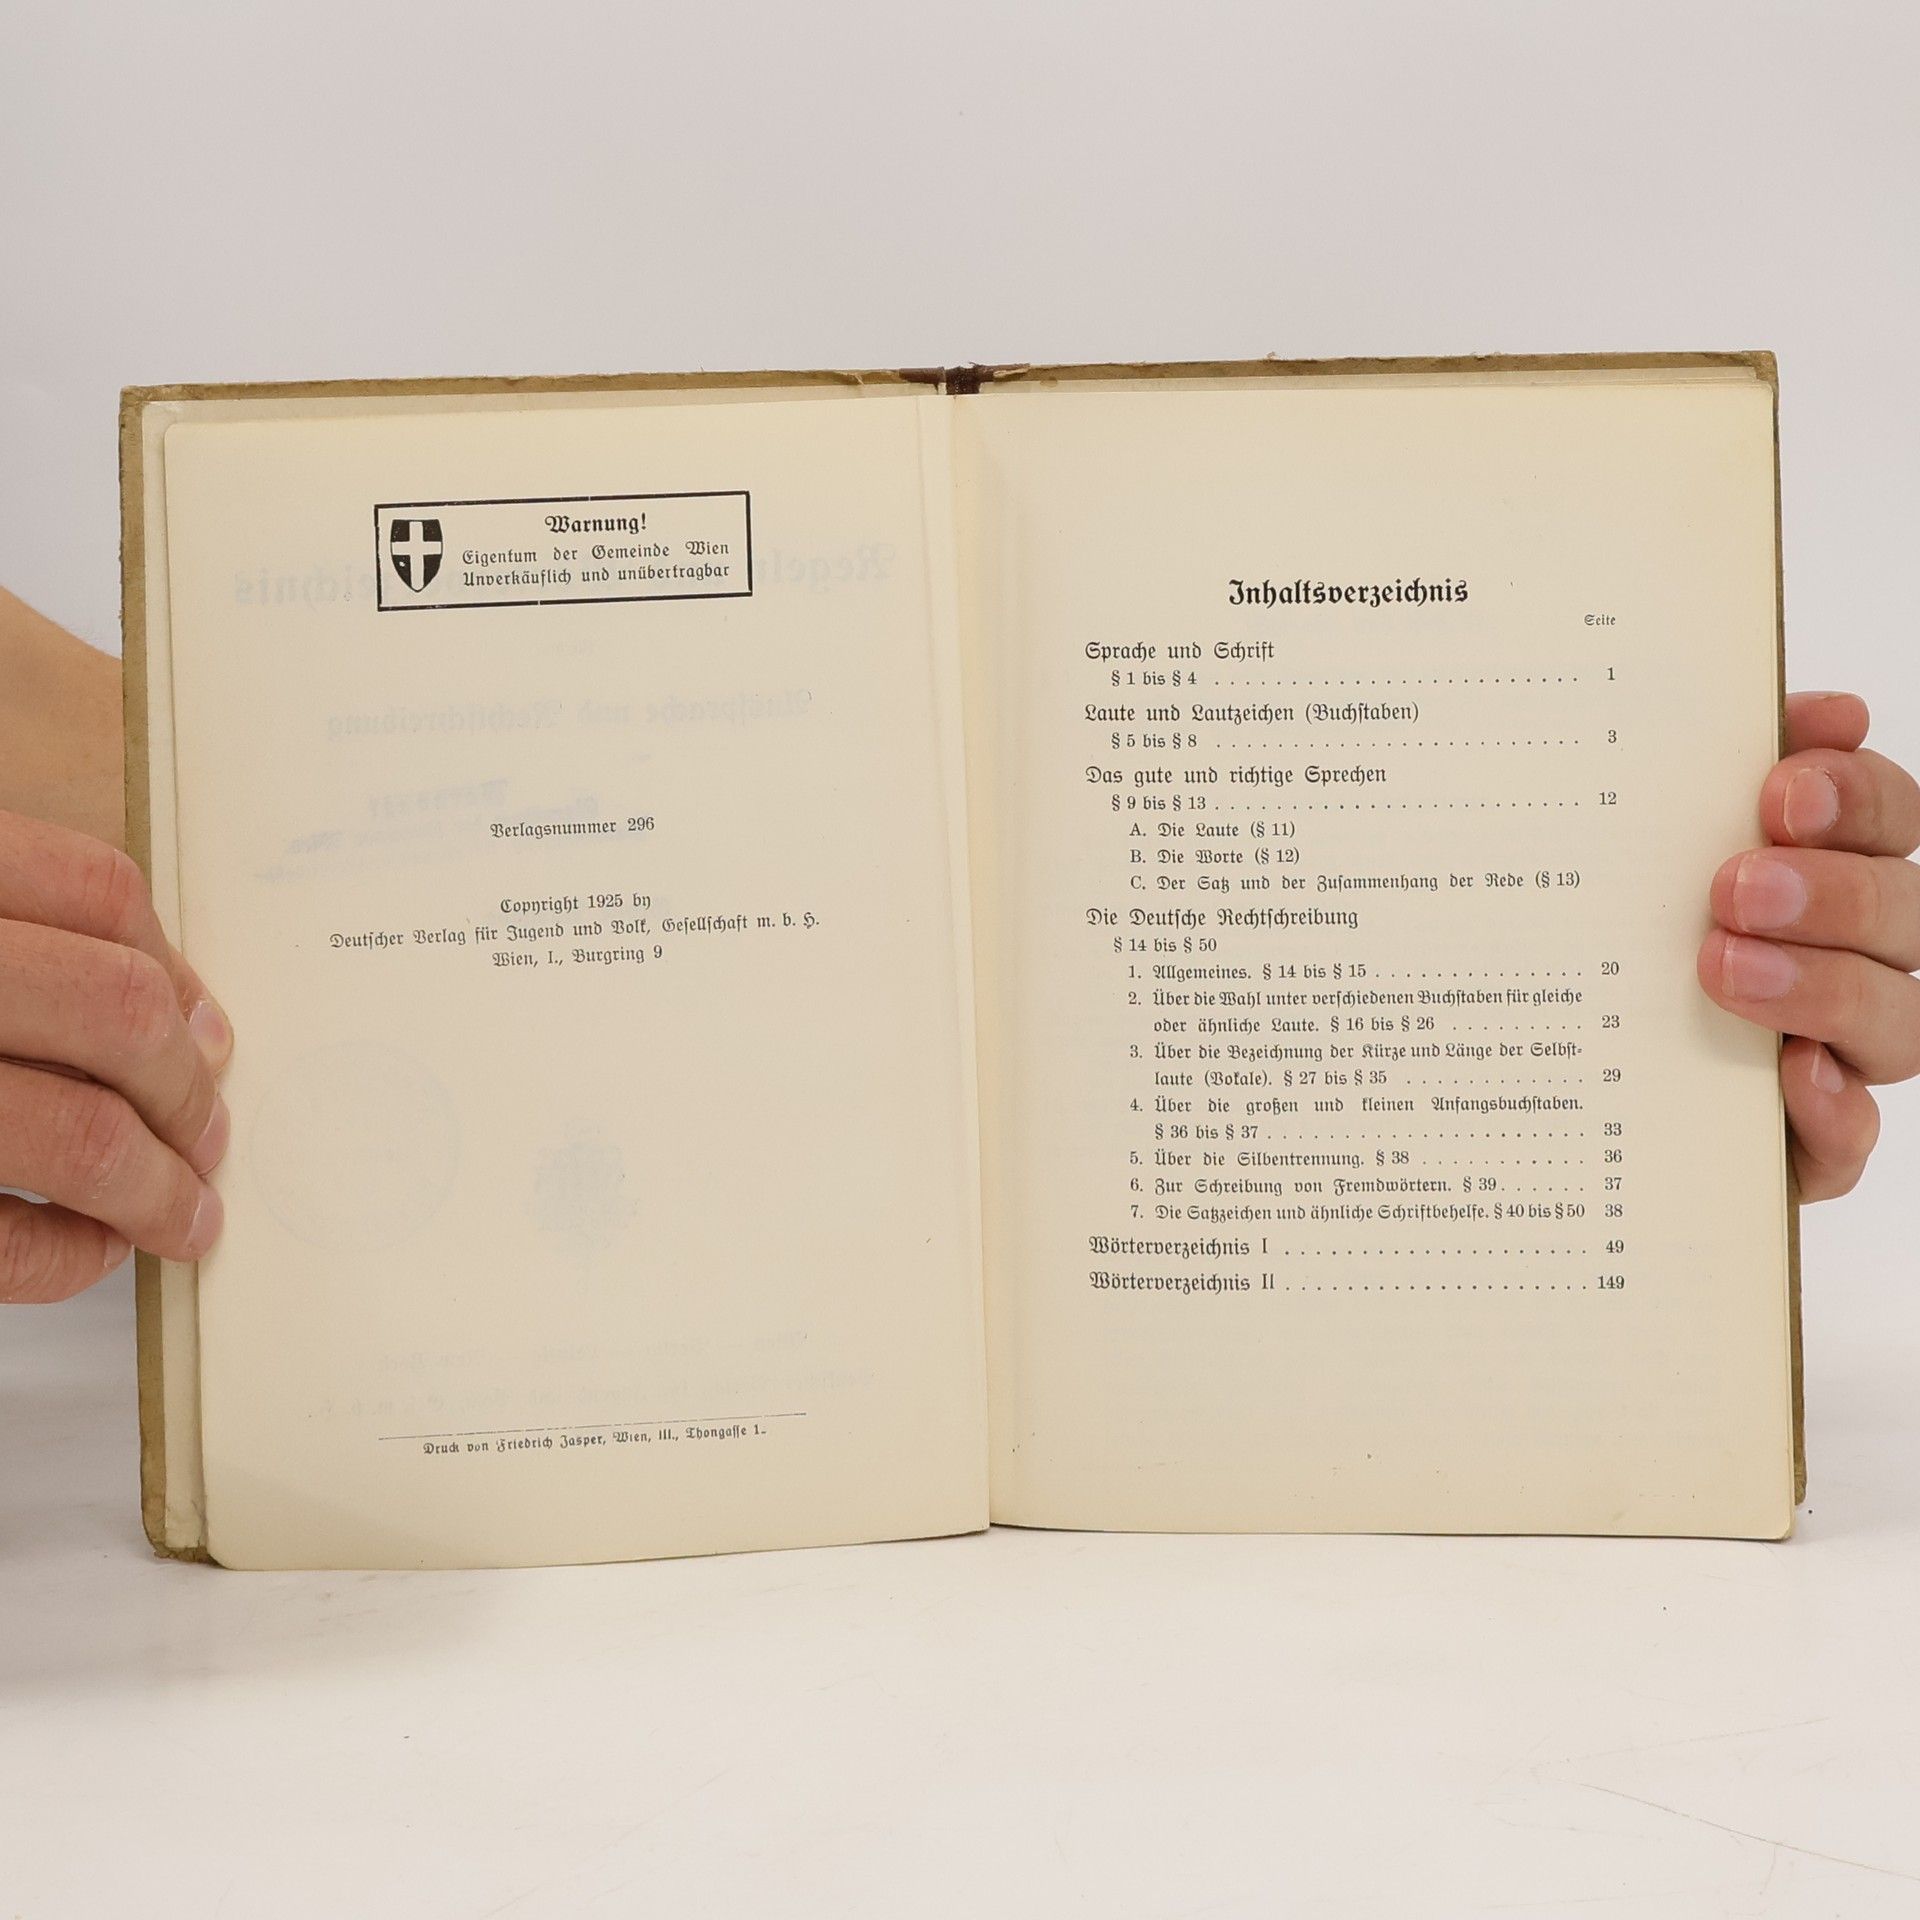 Warnung!
Eigentum der Gemeinde Wien
Unverkäuflich und unübertragbar
Verlagsnummer 296
Copyright 1925 by
Deutscher Verlag für Jugend und Volk, Gesellschaft m. b. H.
Wien, I., Burgring 9
Druck von Friedrich Jasper, Wien, III., Thongasse 1.
Inhaltsverzeichnis
Seite
Sprache und Schrift
§ 1 bis § 4 . . . . . . . . . . . . . . . . . . . . . . . . 1
Laute und Lautzeichen (Buchstaben)
§ 5 bis § 8 . . . . . . . . . . . . . . . . . . . . . . . . 3
Das gute und richtige Sprechen
§ 9 bis § 13 . . . . . . . . . . . . . . . . . . . . . . . . 12
A. Die Laute (§ 11)
B. Die Worte (§ 12)
C. Der Satz und der Zusammenhang der Rede (§ 13)
Die Deutsche Rechtschreibung
§ 14 bis § 50
1. Allgemeines. § 14 bis § 15 . . . . . . . . . . . . . . 20
2. Über die Wahl unter verschiedenen Buchstaben für gleiche
oder ähnliche Laute. § 16 bis § 26 . . . . . . . . . 23
3. Über die Bezeichnung der Kürze und Länge der Selbst-
laute (Vokale). § 27 bis § 35 . . . . . . . . . . . . 29
4. Über die großen und kleinen Anfangsbuchstaben.
§ 36 bis § 37 . . . . . . . . . . . . . . . . . . . . . 33
5. Über die Silbentrennung. § 38 . . . . . . . . . . . 36
6. Zur Schreibung von Fremdwörtern. § 39 . . . . . . 37
7. Die Satzzeichen und ähnliche Schriftbehelfe. § 40 bis § 50 38
Wörterverzeichnis I . . . . . . . . . . . . . . . . . . . . 49
Wörterverzeichnis II . . . . . . . . . . . . . . . . . . . . 149